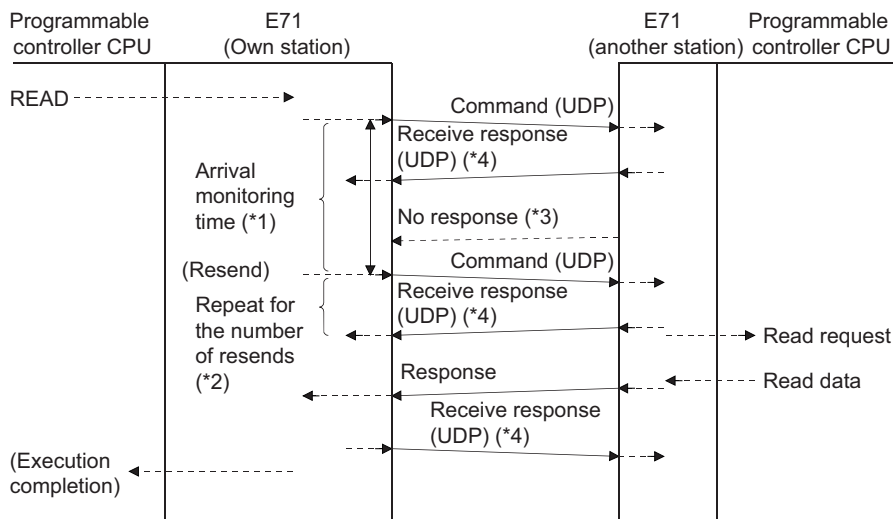 Programmable
controller CPU
E71
(Own station)
E71
(another station)
Programmable
controller CPU
READ
Command (UDP)
Receive response
(UDP) (*4)
Arrival
monitoring
time (*1)
No response (*3)
(Resend)
Command (UDP)
Repeat for
the number
of resends
(*2)
Receive response
(UDP) (*4)
Read request
Read data
Response
Receive response
(UDP) (*4)
(Execution
completion)